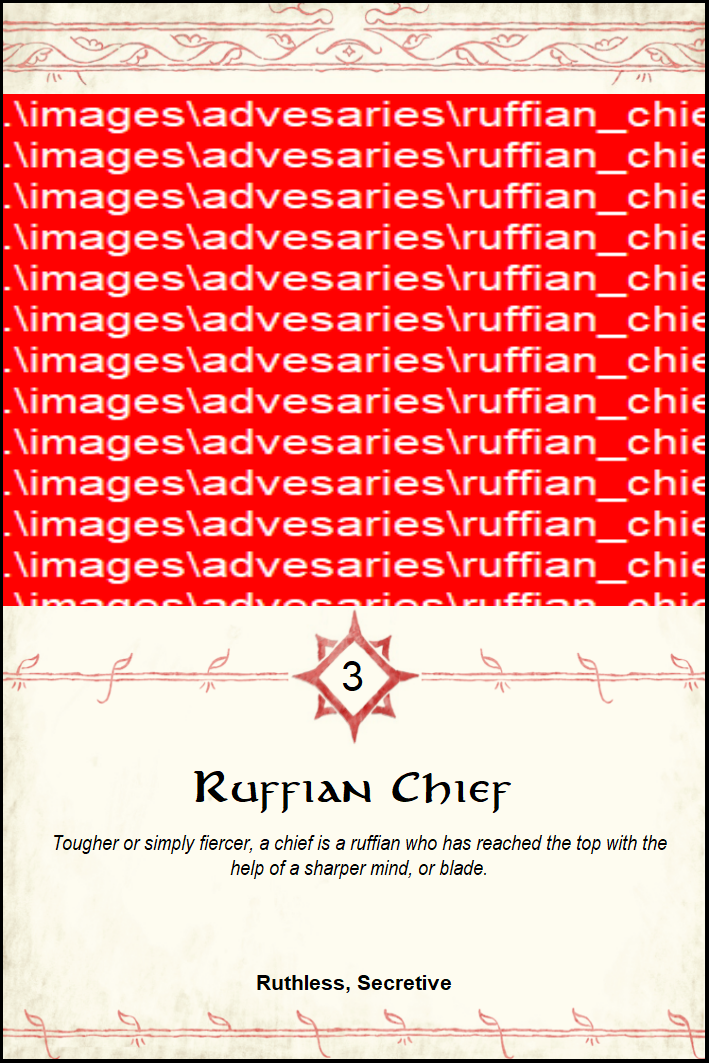 .\images\advesaries\ruffian_chie
.\images\advesaries\ruffian_chie
.\images\advesaries\ruffian_chie
.\images\advesaries\ruffian_chie
.\images\advesaries\ruffian_chie
.\images\advesaries\ruffian_chie
.\images\advesaries\ruffian_chie
.\images\advesaries\ruffian_chie
.\images\advesaries\ruffian_chie
.\images\advesaries\ruffian_chie
.\images\advesaries\ruffian_chie
.\images\advesaries\ruffian_chie
.\images\advesaries\ruffian_chie
3
Ruffian Chief
Tougher or simply fiercer, a chief is a ruffian who has reached the top with the
help of a sharper mind, or blade.
Ruthless, Secretive